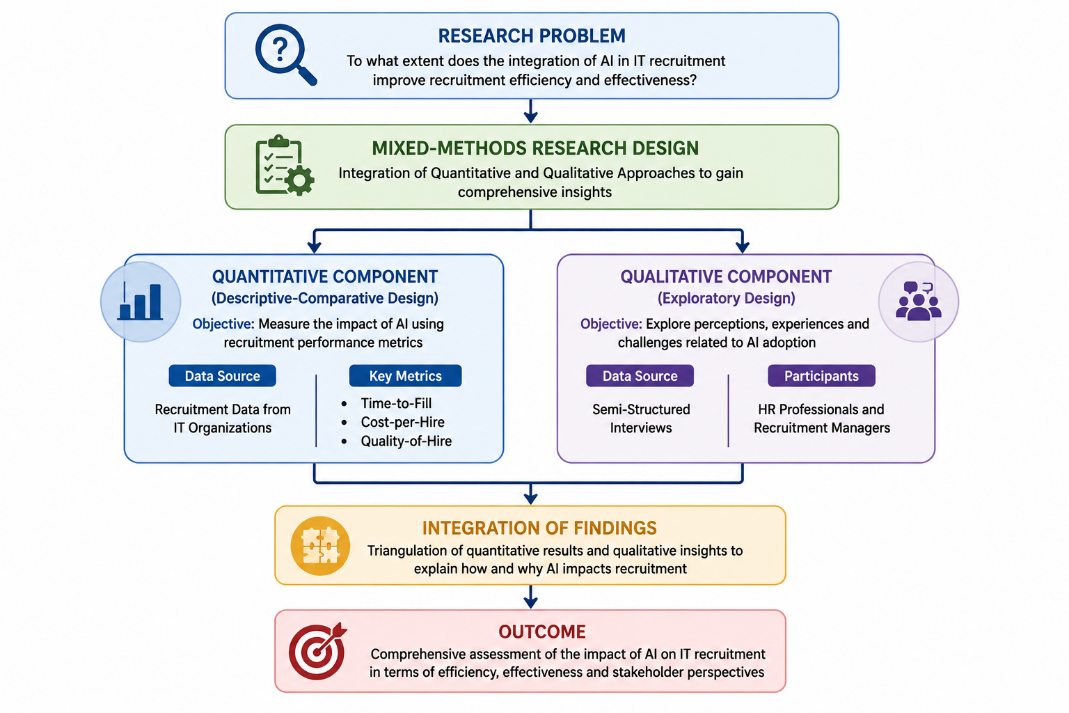 RESEARCH PROBLEM
To what extent does the integration of AI in IT recruitment
improve recruitment efficiency and effectiveness?
MIXED-METHODS RESEARCH DESIGN
Integration of Quantitative and Qualitative Approaches to gain
comprehensive insights
QUANTITATIVE COMPONENT
(Descriptive-Comparative Design)
Objective: Measure the impact of AI using
recruitment performance metrics
Data Source
Recruitment Data from
IT Organizations
Key Metrics
• Time-to-Fill
• Cost-per-Hire
• Quality-of-Hire
QUALITATIVE COMPONENT
(Exploratory Design)
Objective: Explore perceptions, experiences and
challenges related to AI adoption
Data Source
Semi-Structured
Interviews
Participants
HR Professionals and
Recruitment Managers
INTEGRATION OF FINDINGS
Triangulation of quantitative results and qualitative insights to
explain how and why AI impacts recruitment
OUTCOME
Comprehensive assessment of the impact of AI on IT recruitment
in terms of efficiency, effectiveness and stakeholder perspectives